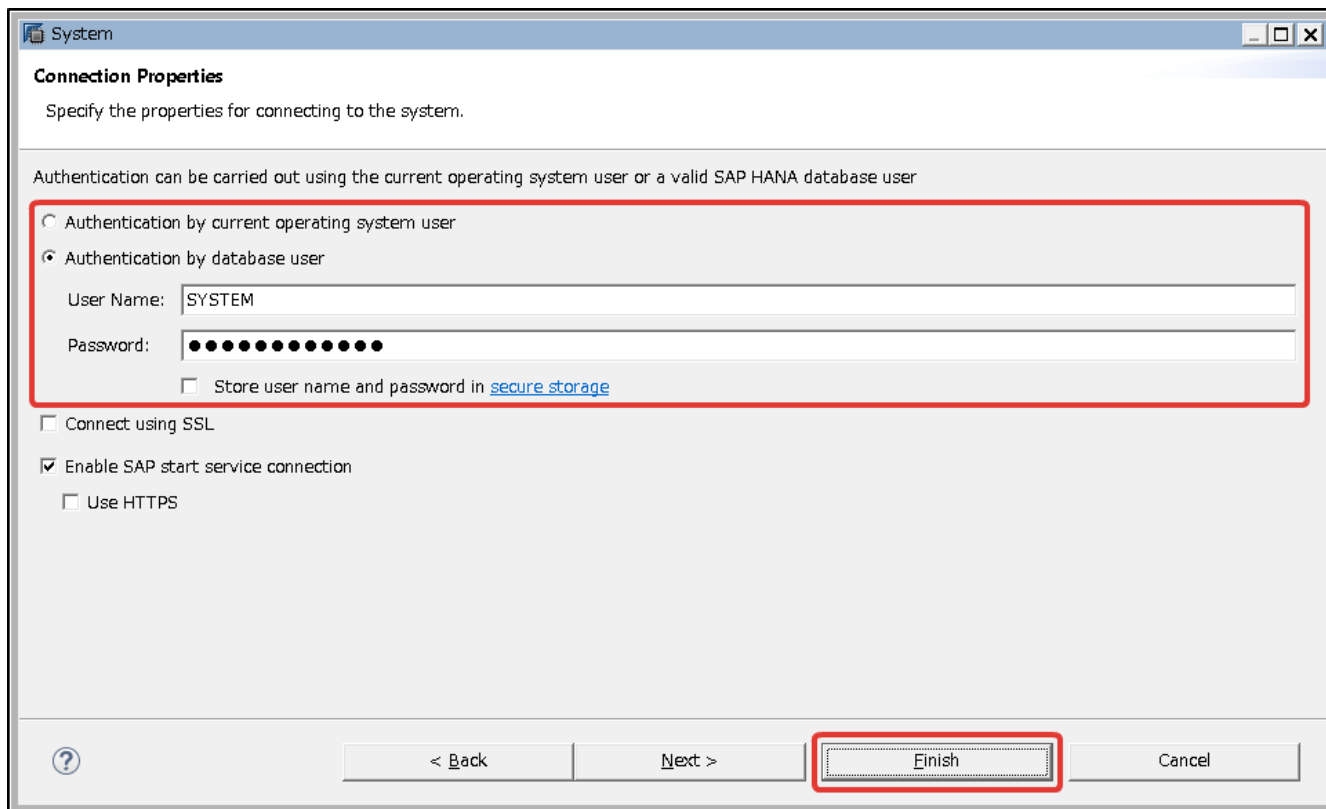 System
Connection Properties
Specify the properties for connecting to the system.
Authentication can be carried out using the current operating system user or a valid SAP HANA database user
Authentication by current operating system user
Authentication by database user
User Name: SYSTEM
Password: ●●●●●●●●●●●●
Store user name and password in secure storage
Connect using SSL
Enable SAP start service connection
Use HTTPS
? < Back Next > Finish Cancel